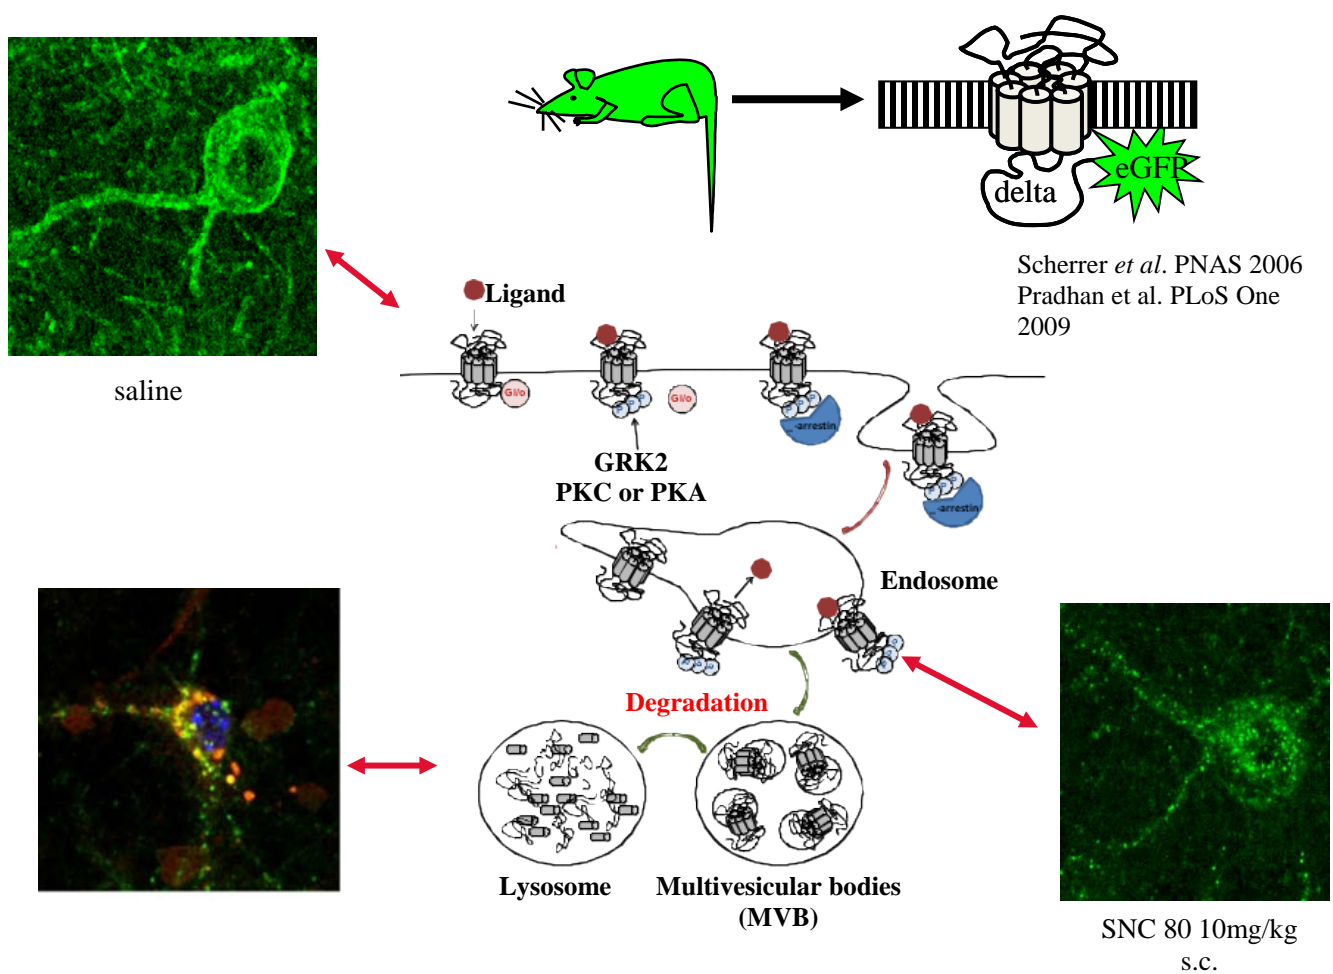 eGFP
delta
Scherrer et al. PNAS 2006
Pradhan et al. PLoS One
2009
saline
Ligand
Gi/o
Gi/o
P P P
P P P
_-arrestin
GRK2
PKC or PKA
P P P
_-arrestin
Endosome
P P P
P P P
Degradation
Lysosome
Multivesicular bodies
(MVB)
SNC 80 10mg/kg
s.c.